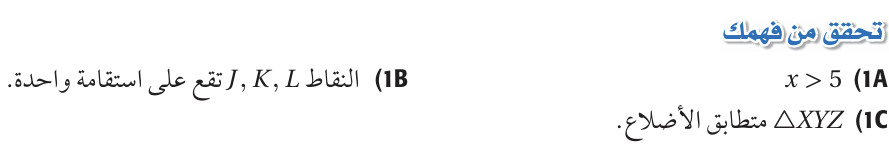 تحقق من فهمك
1A) x > 5
1B) النقاط J, K, L تقع على استقامة واحدة.
1C) △XYZ متطابق الأضلاع.